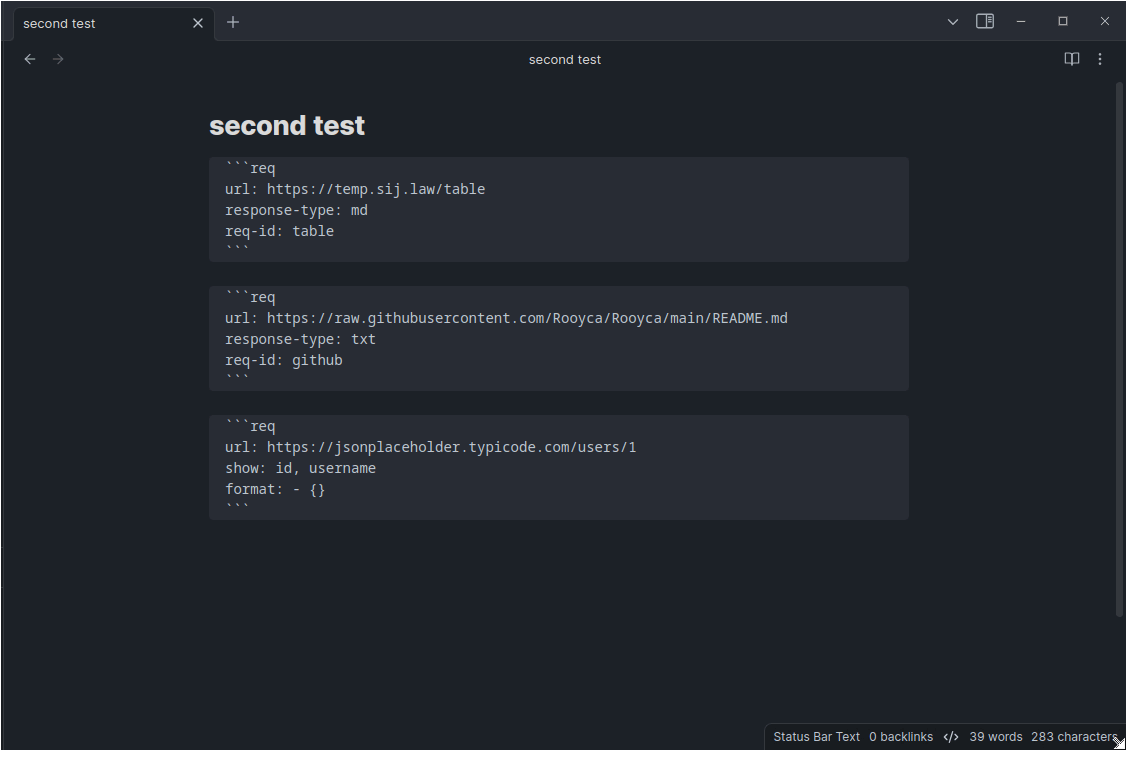 second test
second test
second test
```req
url: https://temp.sij.law/table
response-type: md
req-id: table
```
```req
url: https://raw.githubusercontent.com/Rooyca/Rooyca/main/README.md
response-type: txt
req-id: github
```
```req
url: https://jsonplaceholder.typicode.com/users/1
show: id, username
format: - {}
```
Status Bar Text 0 backlinks </> 39 words 283 characters